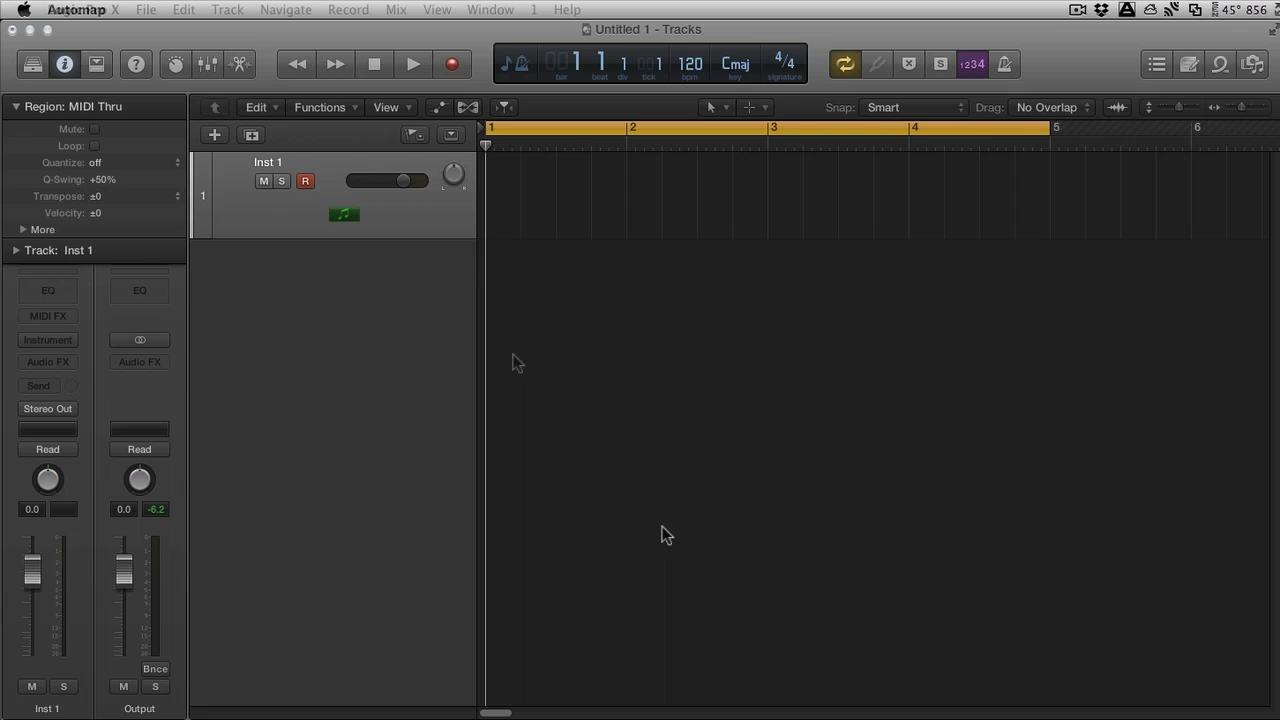 Automap X File Edit Track Navigate Record Mix View Window 1 Help 45° 856
Untitled 1 - Tracks
1 1 1 1 120 Cmaj 4/4
bar beat div tick bpm key signature
S 1234
Region: MIDI Thru
Mute:
Loop:
Quantize: off
Q-Swing: +50%
Transpose: ±0
Velocity: ±0
More
Track: Inst 1
Edit Functions View Snap: Smart Drag: No Overlap
1 2 3 4 5 6
1 Inst 1
M S R
L R
EQ EQ
MIDI FX
Instrument
Audio FX Audio FX
Send
Stereo Out
Read Read
0.0 0.0 -6.2
Bnce
M S M S
Inst 1 Output